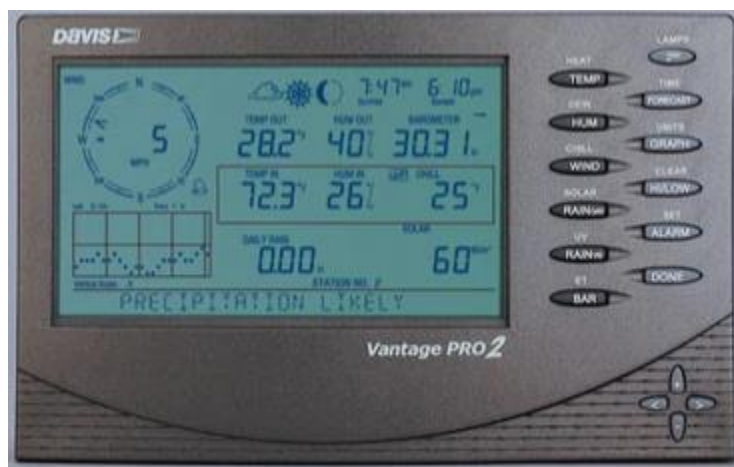 DAVIS
WIND
N
7:47am 6:10pm
TEMP OUT HUM OUT BAROMETER
28.2°F 40% 30.31in
W
5
MPH
S
TEMP IN HUM IN CHILL
72.3°F 26% 25°F
SOLAR
DAILY RAIN
0.00in 60
STATION NO. 2
PRECIPITATION LIKELY
Vantage PRO2
LAMPS
2ND
HEAT
TEMP
TIME
FORECAST
DEW
HUM
UNITS
GRAPH
CHILL
WIND
CLEAR
HI/LOW
SOLAR
RAIN
SET
ALARM
UV
RAIN
DONE
ET
BAR
+
< >
-